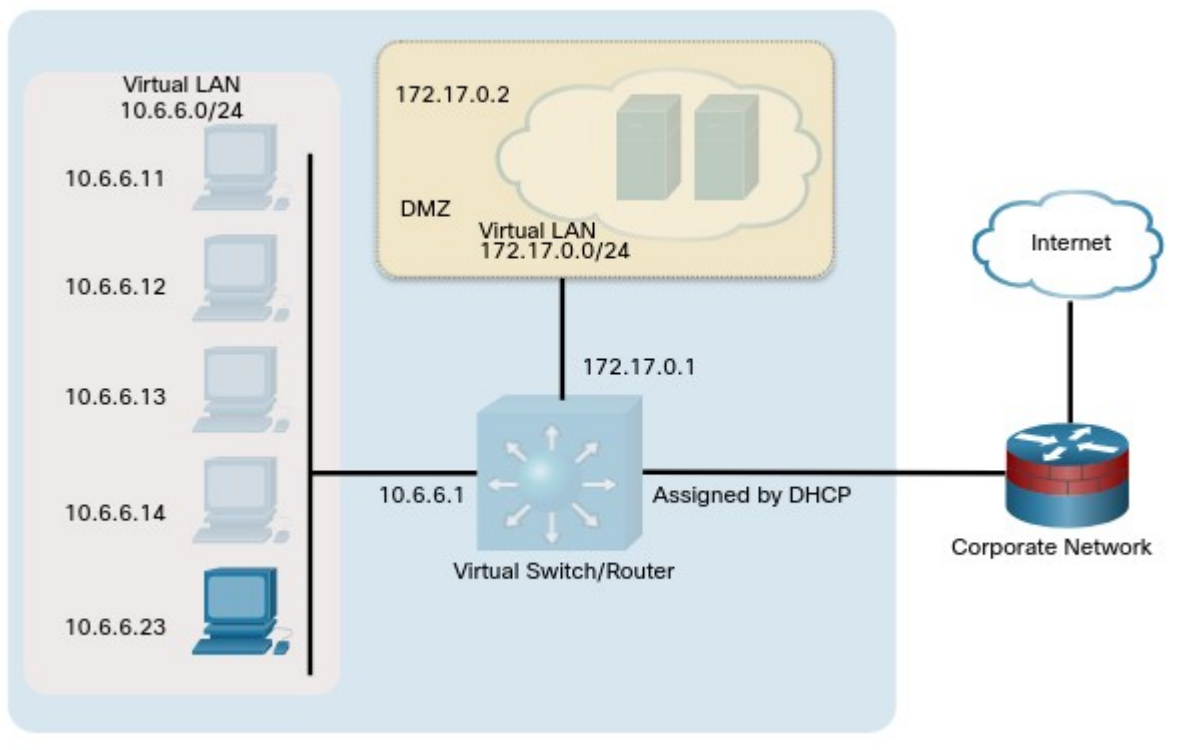 Virtual LAN
10.6.6.0/24
10.6.6.11
10.6.6.12
10.6.6.13
10.6.6.14
10.6.6.23
172.17.0.2
DMZ
Virtual LAN
172.17.0.0/24
172.17.0.1
10.6.6.1
Assigned by DHCP
Virtual Switch/Router
Internet
Corporate Network